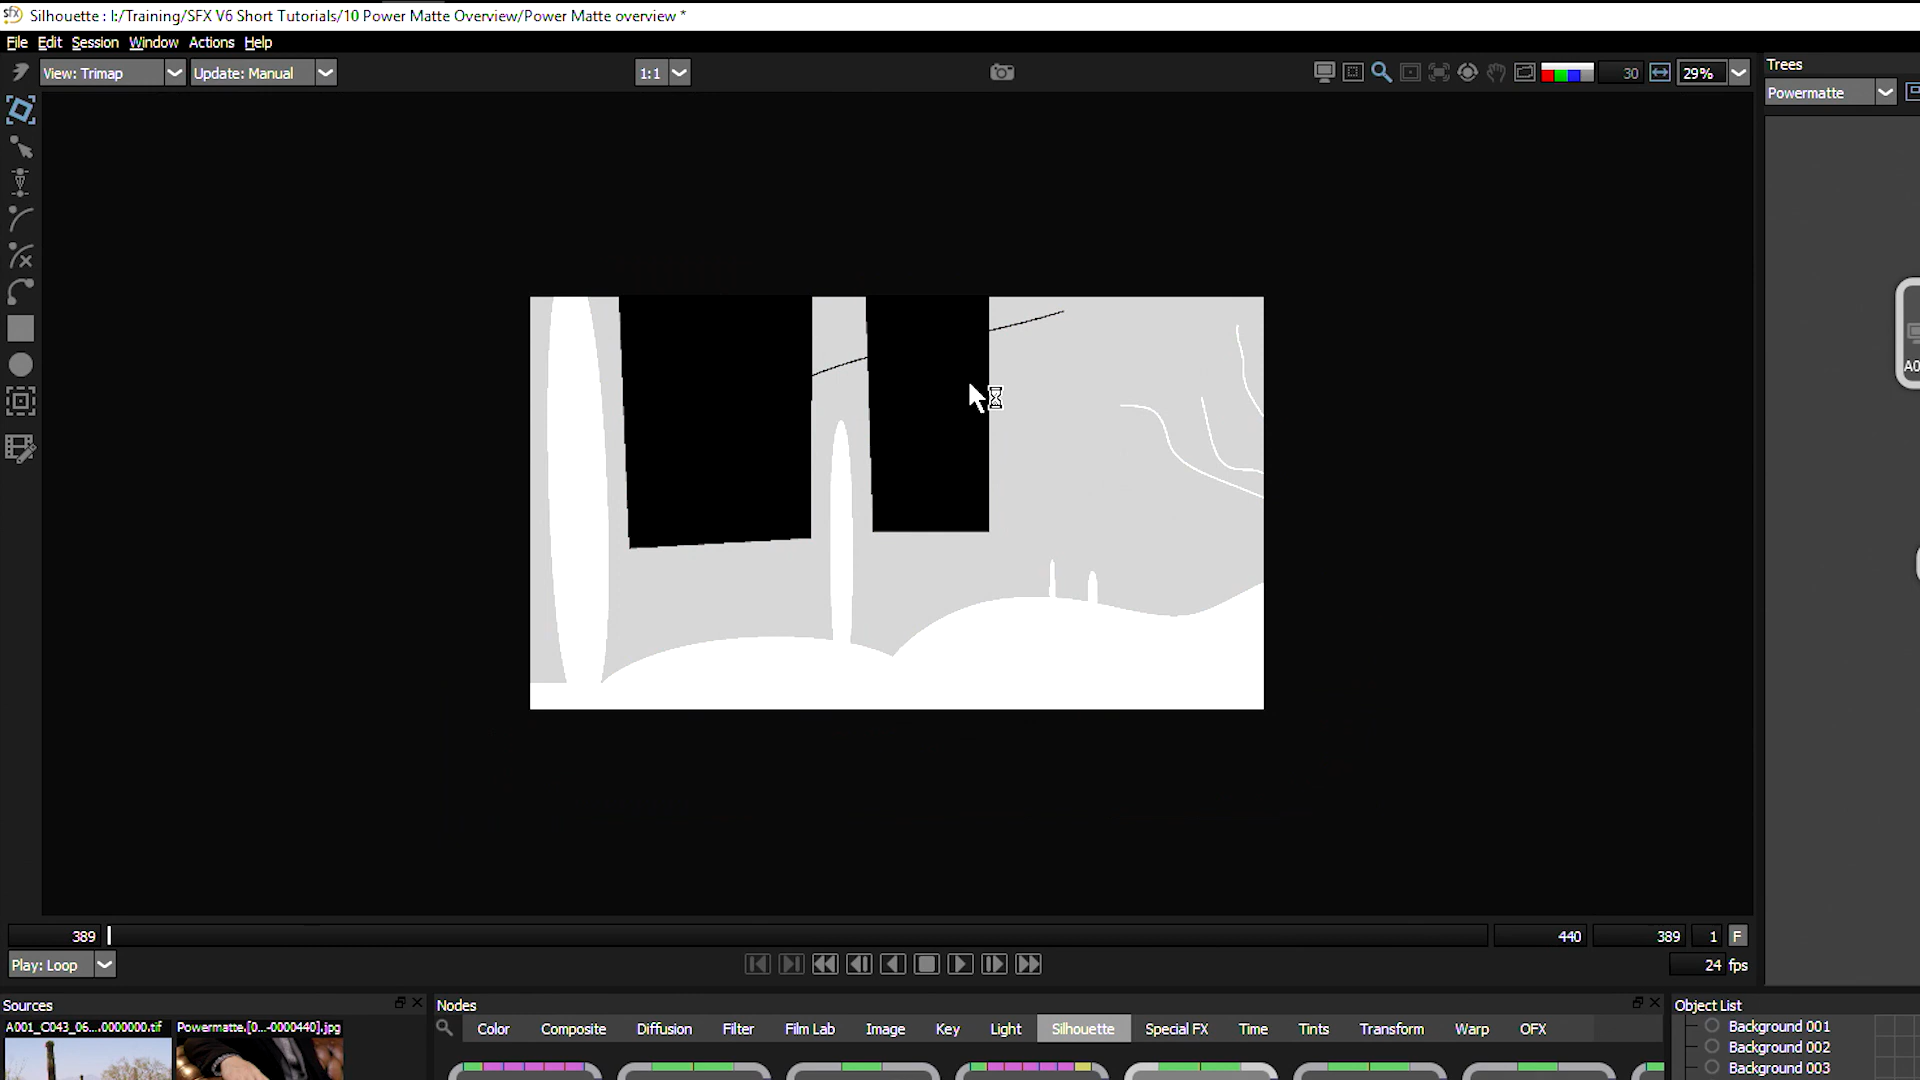 sfx Silhouette : I:/Training/SFX V6 Short Tutorials/10 Power Matte Overview/Power Matte overview *
File Edit Session Window Actions Help
View: Trimap Update: Manual 1:1 30 29%
Trees
Powermatte
A0
389 440 389 1 F
Play: Loop 24 fps
Sources Nodes Object List
A001_C043_06....0000000.tif Powermatte.[0...-0000440].jpg
Color Composite Diffusion Filter Film Lab Image Key Light Silhouette Special FX Time Tints Transform Warp OFX
Background 001
Background 002
Background 003